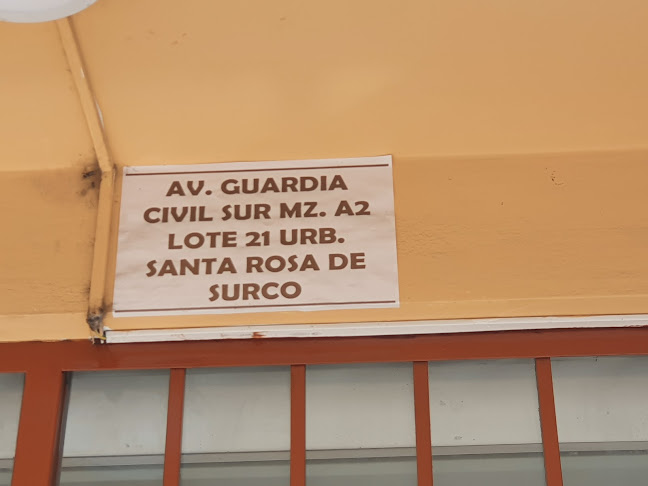 AV. GUARDIA
CIVIL SUR MZ. A2
LOTE 21 URB.
SANTA ROSA DE
SURCO